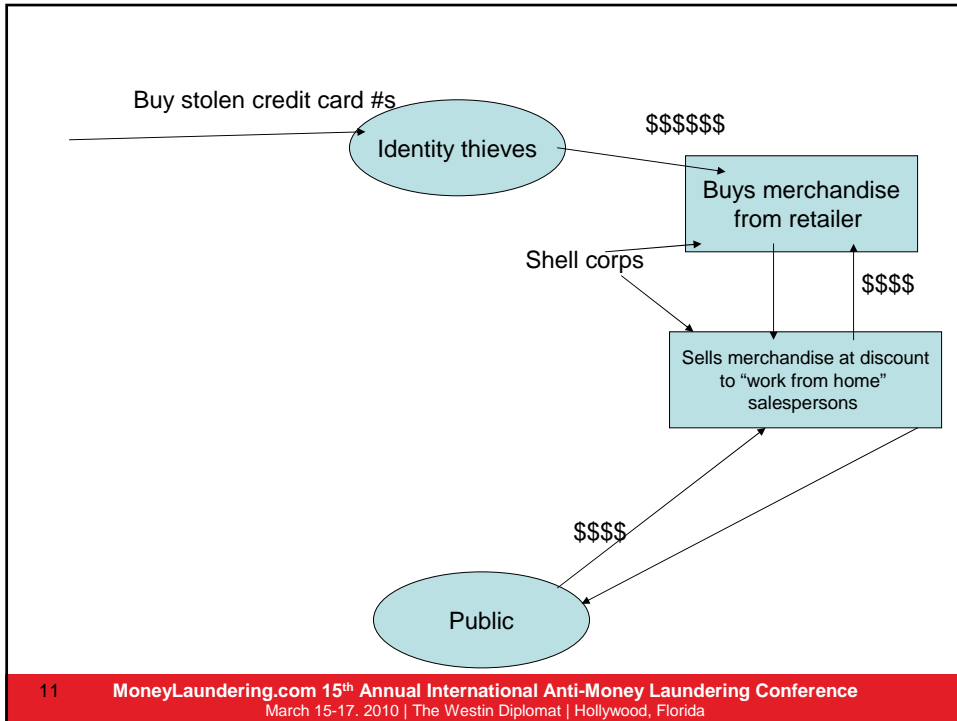 Buy stolen credit card #s
Identity thieves
$$$$$$
Buys merchandise
from retailer
Shell corps
$$$$
Sells merchandise at discount
to “work from home”
salespersons
$$$$
Public
11 MoneyLaundering.com 15th Annual International Anti-Money Laundering Conference
March 15-17. 2010 | The Westin Diplomat | Hollywood, Florida